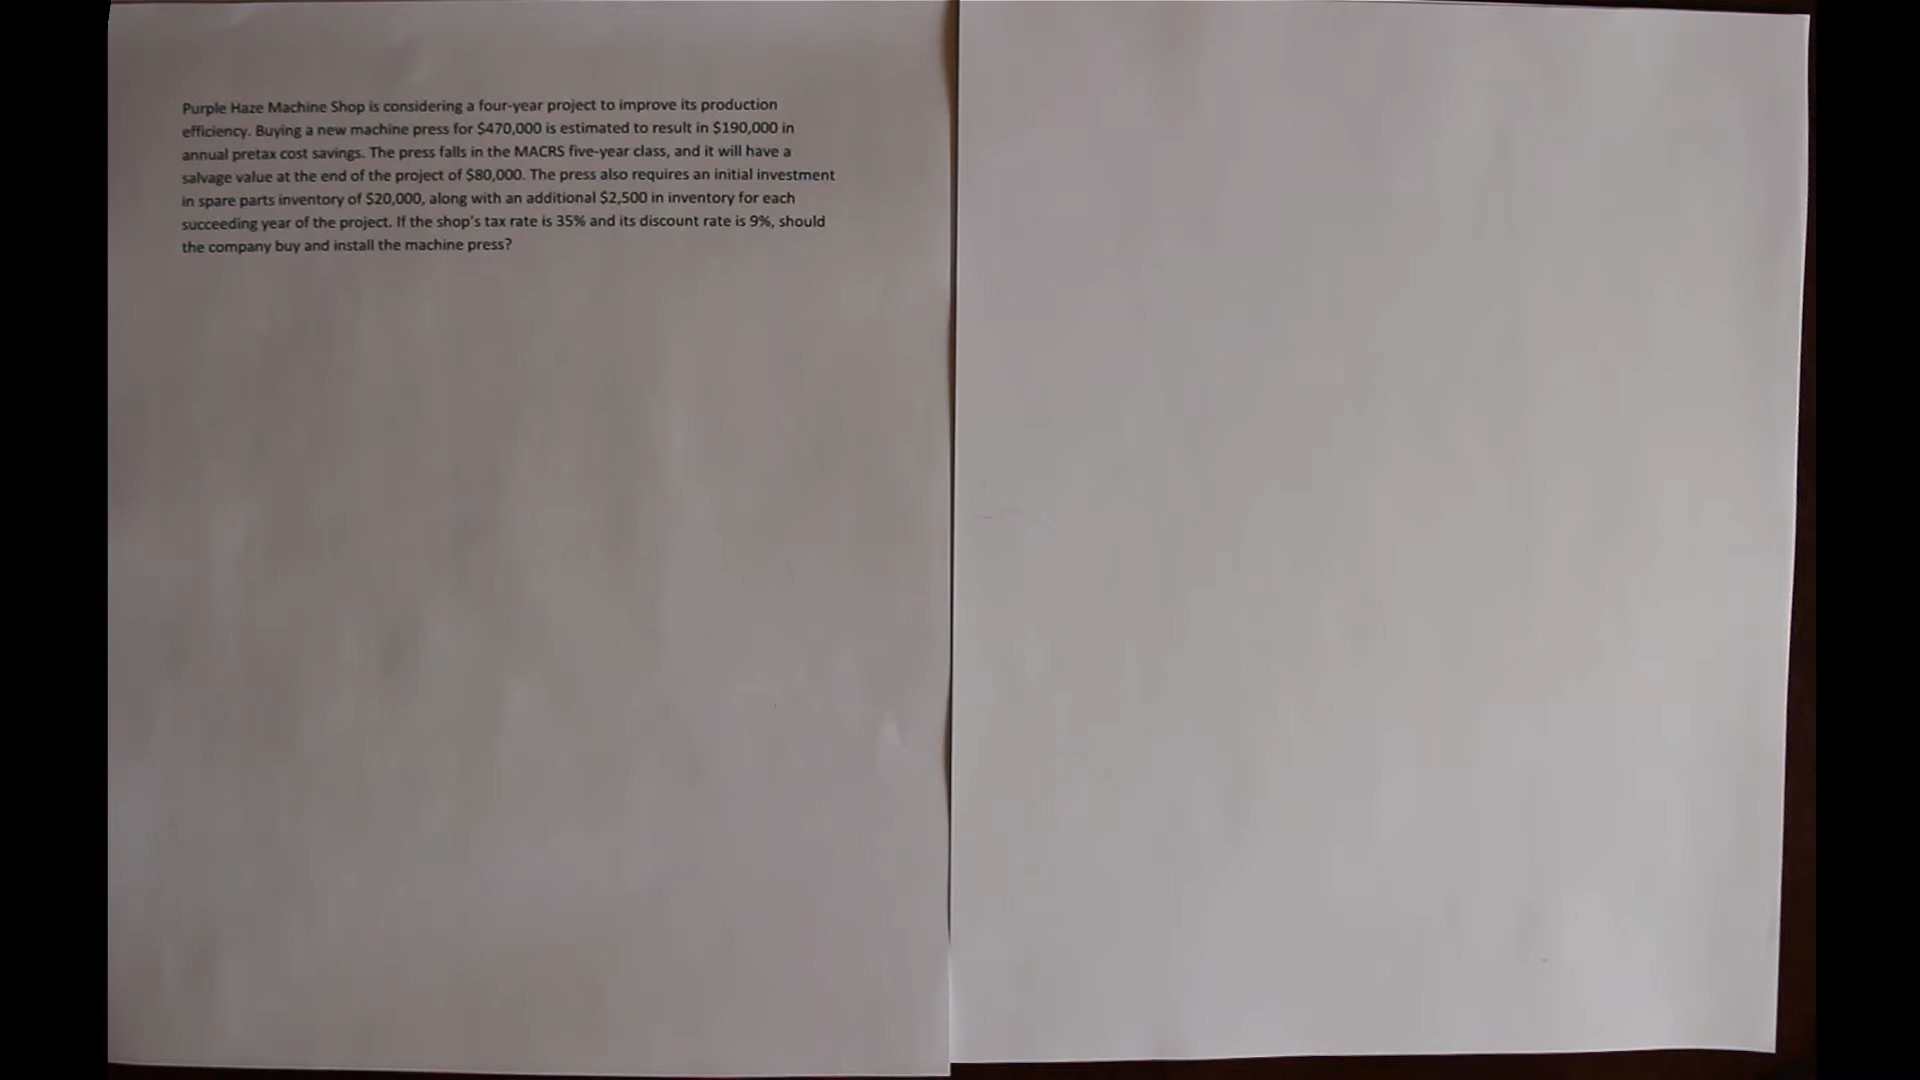 Purple Haze Machine Shop is considering a four-year project to improve its production
efficiency. Buying a new machine press for $470,000 is estimated to result in $190,000 in
annual pretax cost savings. The press falls in the MACRS five-year class, and it will have a
salvage value at the end of the project of $80,000. The press also requires an initial investment
in spare parts inventory of $20,000, along with an additional $2,500 in inventory for each
succeeding year of the project. If the shop's tax rate is 35% and its discount rate is 9%, should
the company buy and install the machine press?